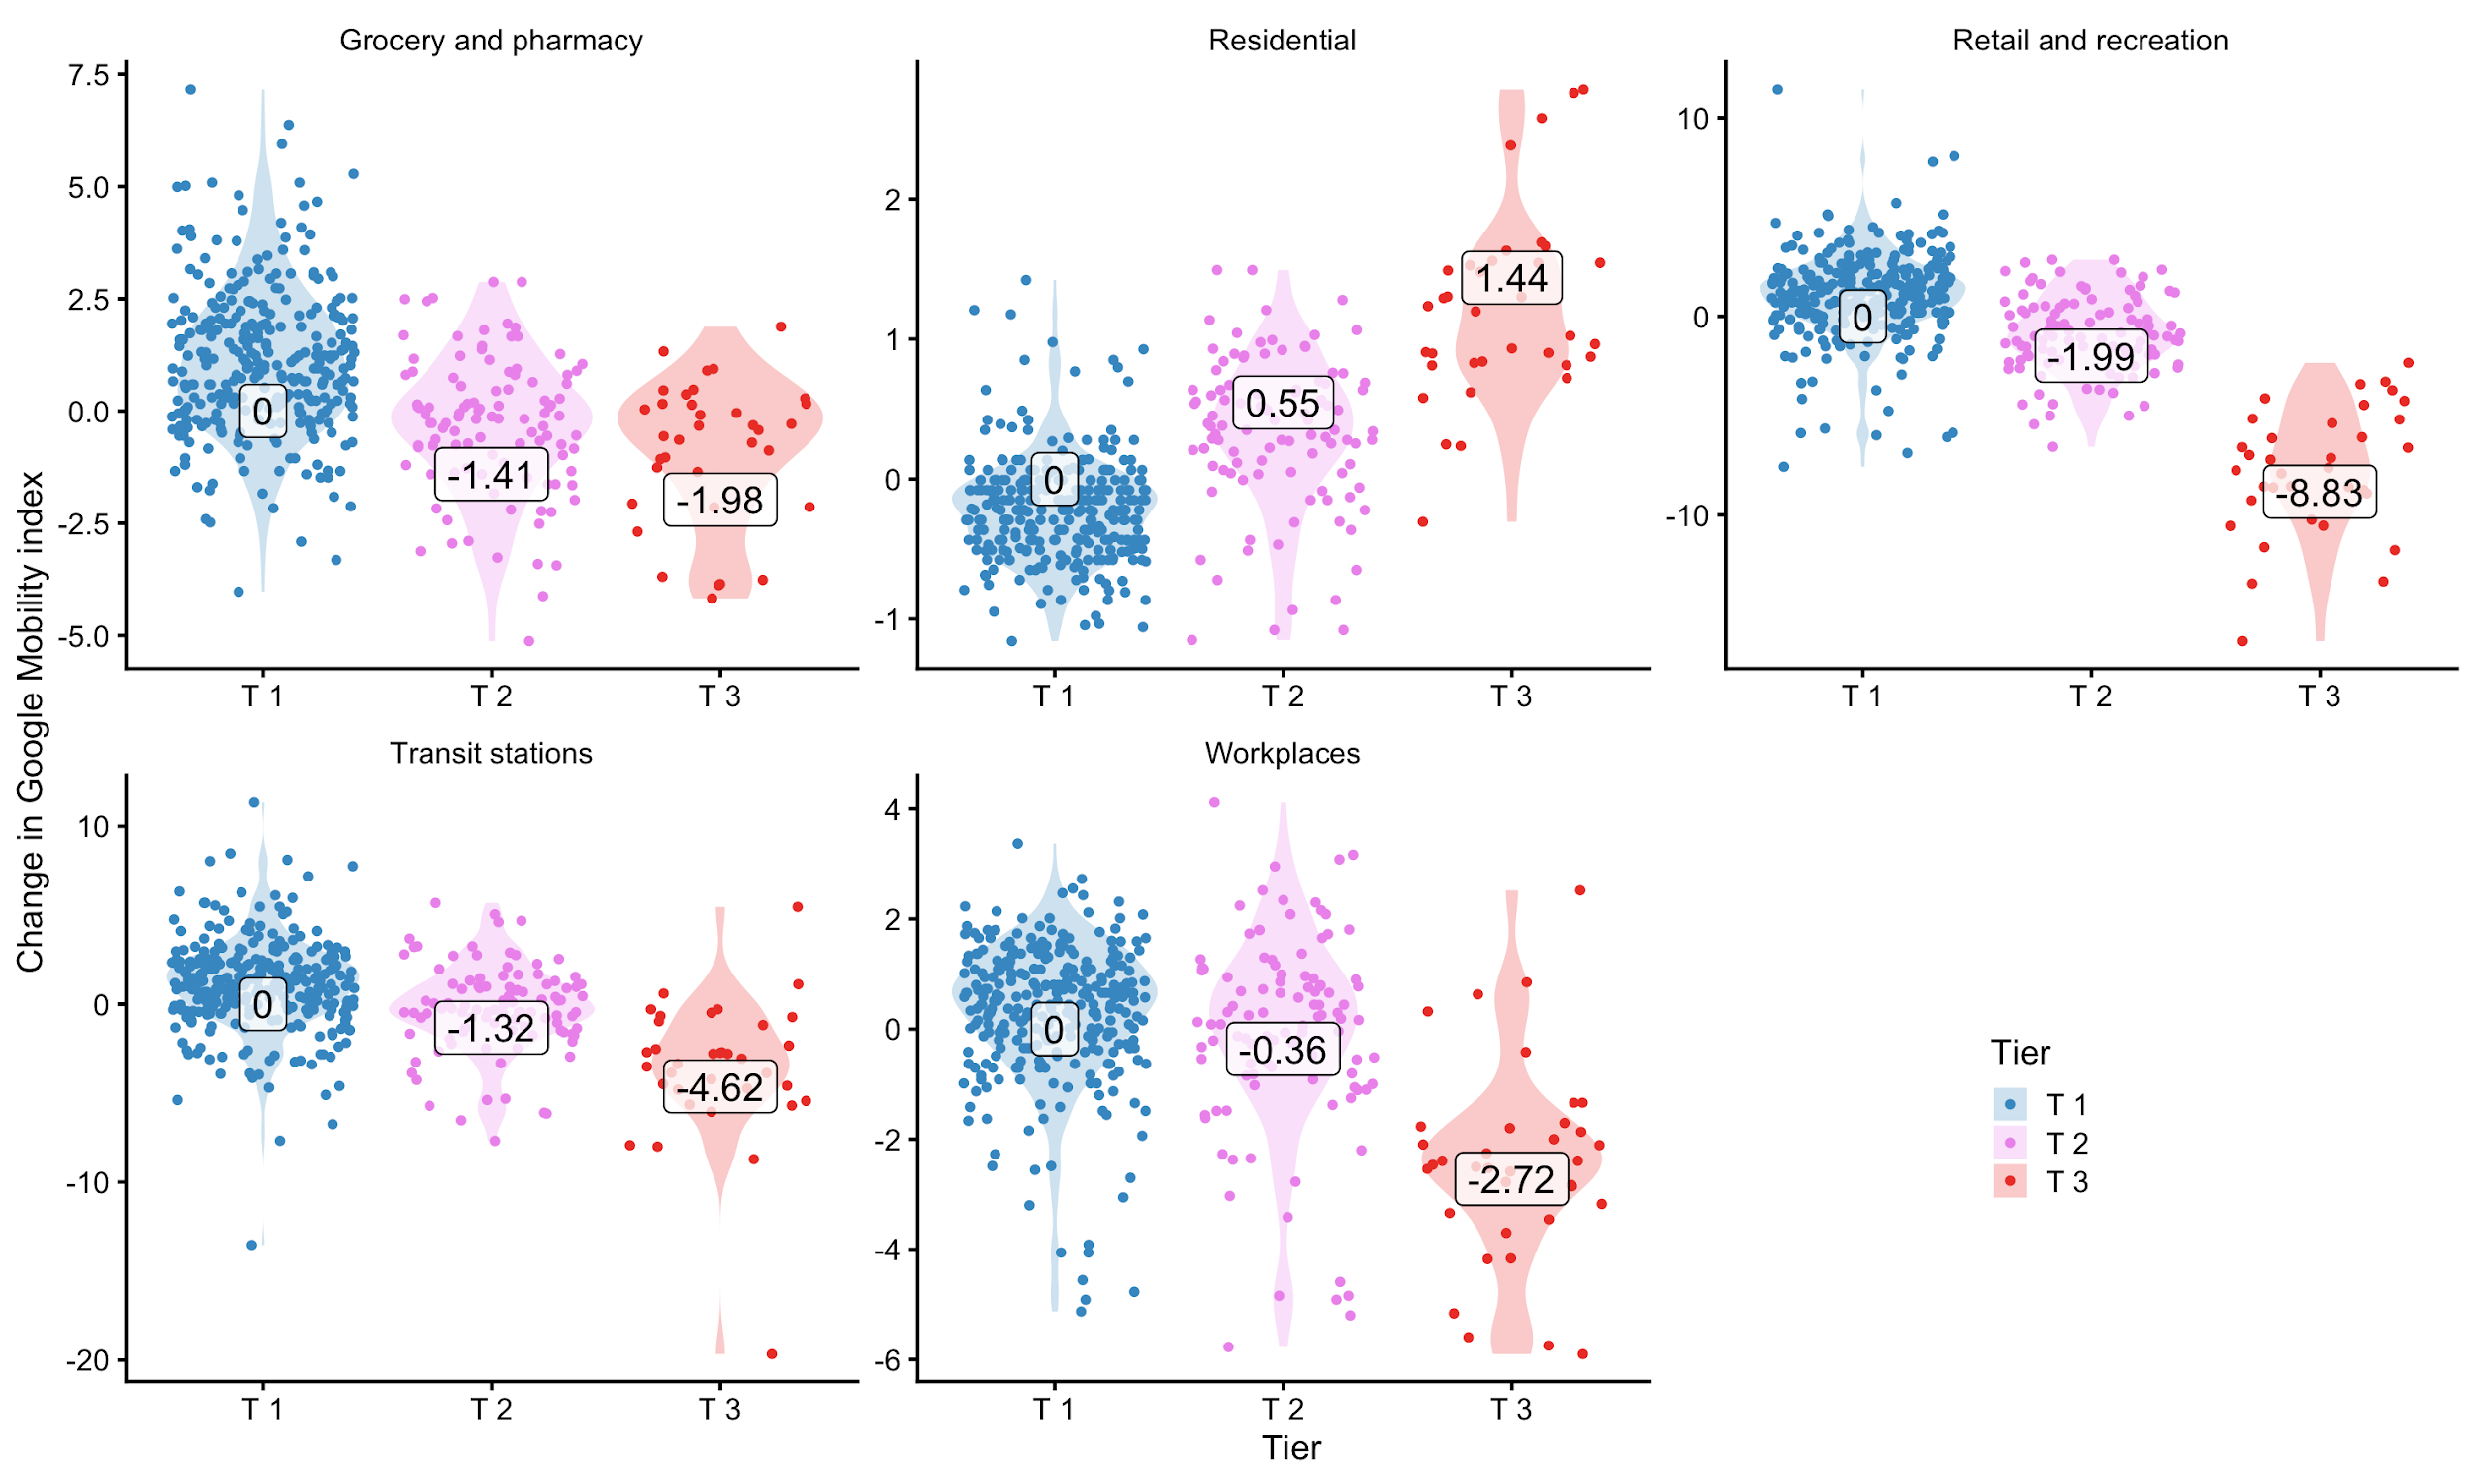 Grocery and pharmacy
Residential
Retail and recreation
7.5
5.0
2.5
0.0
-2.5
-5.0
0
-1.41
-1.98
T 1
T 2
T 3
2
1
0
-1
0
0.55
1.44
T 1
T 2
T 3
10
0
-10
0
-1.99
-8.83
T 1
T 2
T 3
Change in Google Mobility index
Transit stations
Workplaces
10
0
-10
-20
0
-1.32
-4.62
T 1
T 2
T 3
4
2
0
-2
-4
-6
0
-0.36
-2.72
T 1
T 2
T 3
Tier
Tier
T 1
T 2
T 3